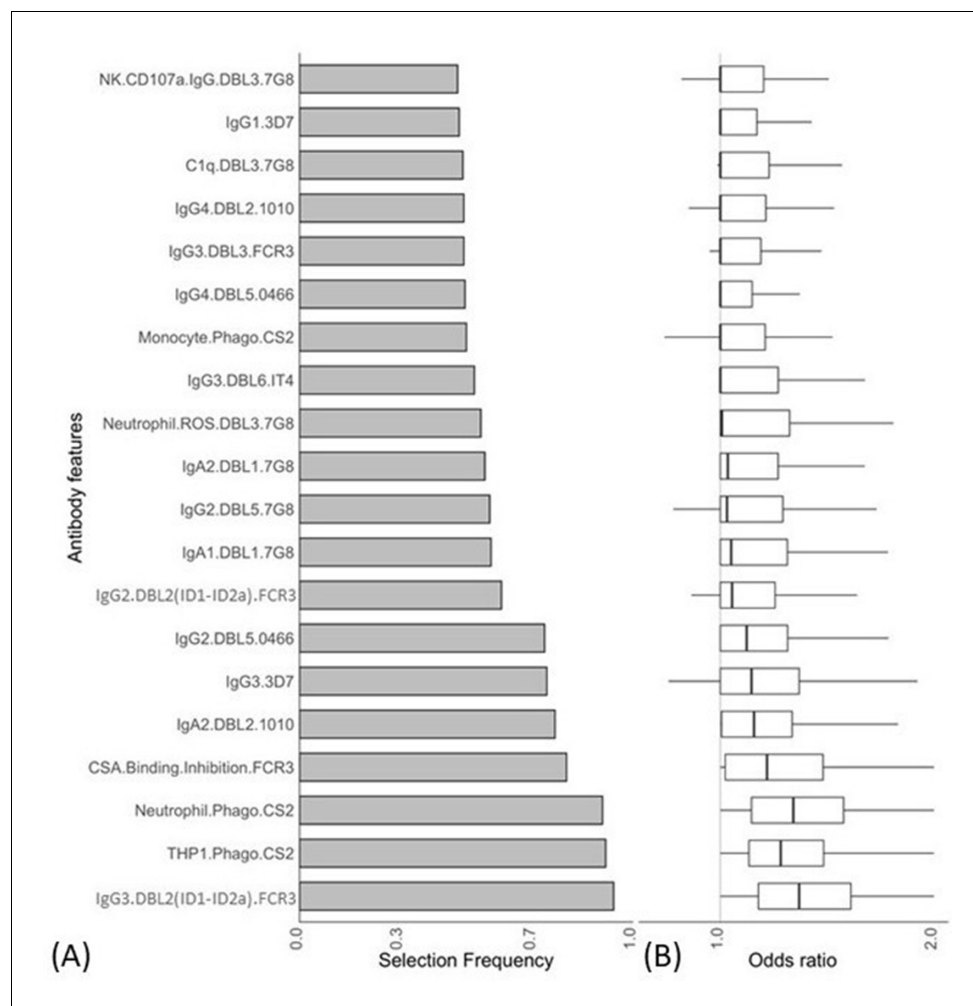 NK.CD107a.IgG.DBL3.7G8
IgG1.3D7
C1q.DBL3.7G8
IgG4.DBL2.1010
IgG3.DBL3.FCR3
IgG4.DBL5.0466
Monocyte.Phago.CS2
IgG3.DBL6.IT4
Neutrophil.ROS.DBL3.7G8
IgA2.DBL1.7G8
IgG2.DBL5.7G8
IgA1.DBL1.7G8
IgG2.DBL2(ID1-ID2a).FCR3
IgG2.DBL5.0466
IgG3.3D7
IgA2.DBL2.1010
CSA.Binding.Inhibition.FCR3
Neutrophil.Phago.CS2
THP1.Phago.CS2
IgG3.DBL2(ID1-ID2a).FCR3
Antibody features
0.0 0.3 0.7 1.0
Selection Frequency
(A)
1.0 2.0
Odds ratio
(B)